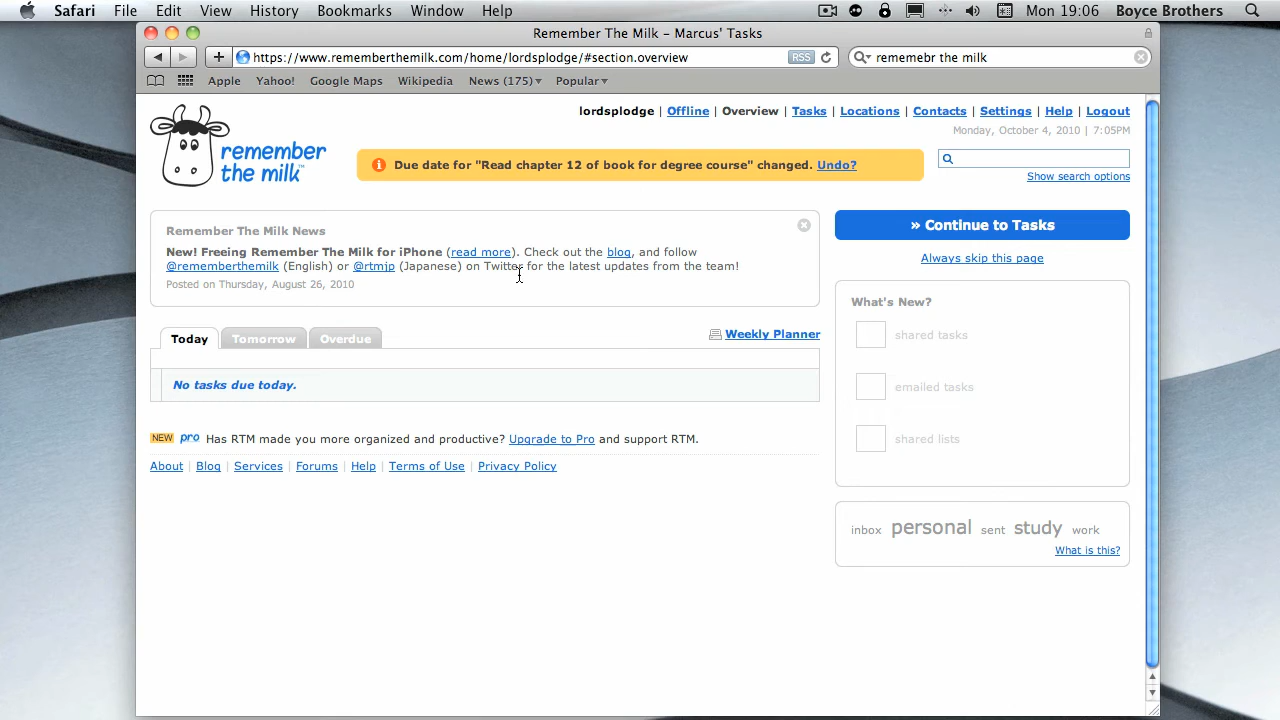 Safari File Edit View History Bookmarks Window Help Mon 19:06 Boyce Brothers
Remember The Milk – Marcus' Tasks
https://www.rememberthemilk.com/home/lordsplodge/#section.overview RSS rememebr the milk
Apple Yahoo! Google Maps Wikipedia News (175) Popular
lordsplodge | Offline | Overview | Tasks | Locations | Contacts | Settings | Help | Logout
Monday, October 4, 2010 | 7:05PM
remember
the milk™
Due date for "Read chapter 12 of book for degree course" changed. Undo?
Show search options
Remember The Milk News
New! Freeing Remember The Milk for iPhone (read more). Check out the blog, and follow
@rememberthemilk (English) or @rtmjp (Japanese) on Twitter for the latest updates from the team!
Posted on Thursday, August 26, 2010
» Continue to Tasks
Always skip this page
What's New?
shared tasks
emailed tasks
shared lists
Today Tomorrow Overdue Weekly Planner
No tasks due today.
NEW pro Has RTM made you more organized and productive? Upgrade to Pro and support RTM.
About | Blog | Services | Forums | Help | Terms of Use | Privacy Policy
inbox personal sent study work
What is this?